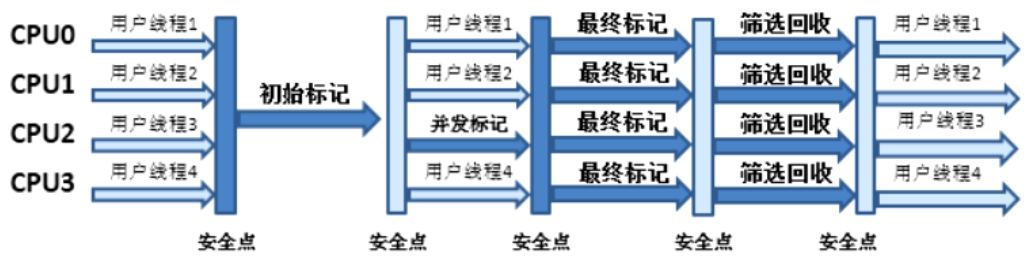 CPU0 用户线程1 用户线程1 最终标记 筛选回收 用户线程1
CPU1 用户线程2 初始标记 用户线程2 最终标记 筛选回收 用户线程2
CPU2 用户线程3 并发标记 最终标记 筛选回收 用户线程3
CPU3 用户线程4 用户线程4 最终标记 筛选回收 用户线程4
安全点 安全点 安全点 安全点 安全点